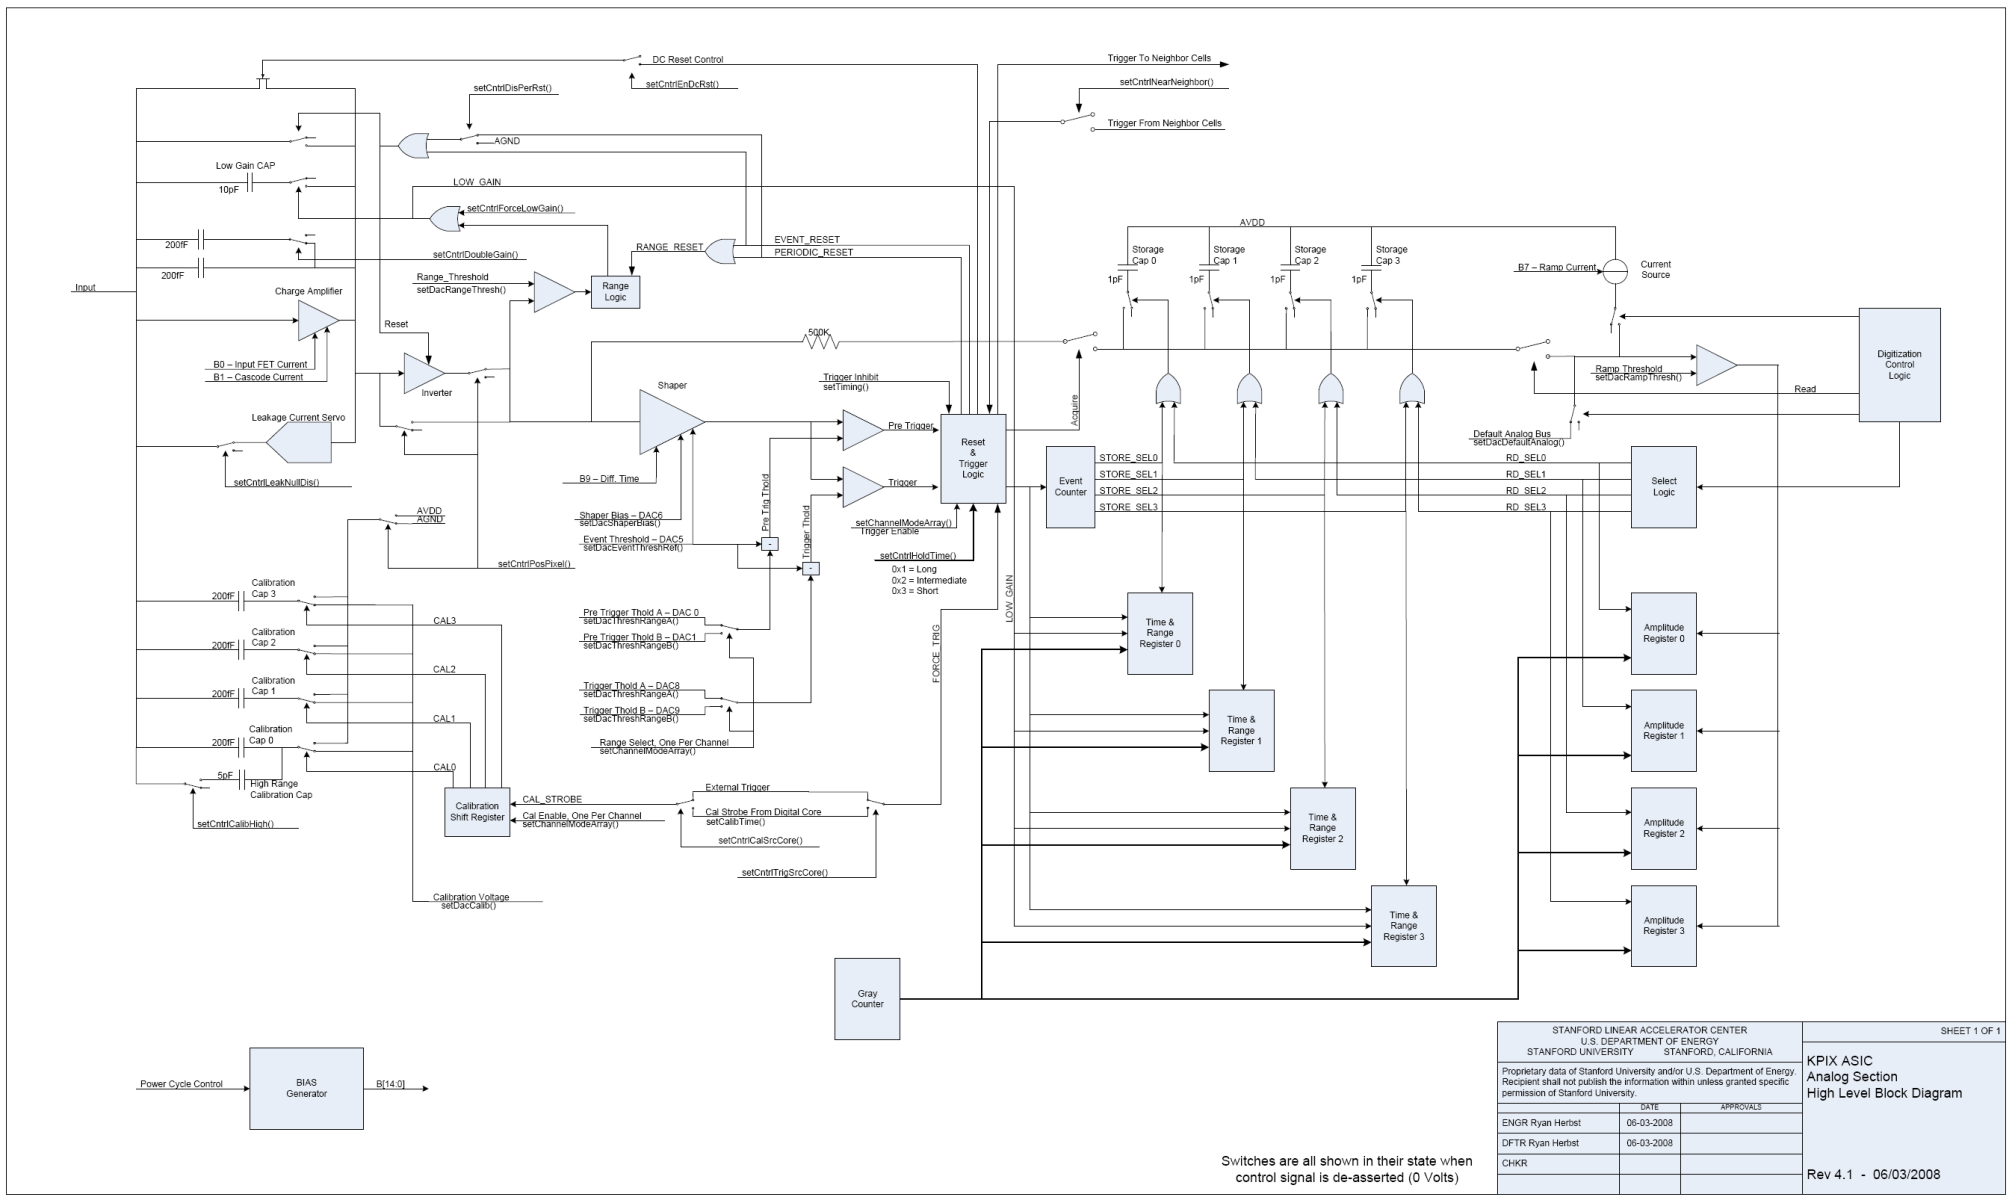 DC Reset Control
setCntrlEnDcRst()
Trigger To Neighbor Cells
setCntrlNearNeighbor()
Trigger From Neighbor Cells
setCntrlDisPerRst()
AGND
Low Gain CAP
10pF
LOW_GAIN
setCntrlForceLowGain()
200fF
200fF
setCntrlDoubleGain()
RANGE_RESET
EVENT_RESET
PERIODIC_RESET
Range_Threshold
setDacRangeThresh()
Range
Logic
Input
Charge Amplifier
Reset
B0 – Input FET Current
B1 – Cascode Current
Inverter
500K
AVDD
Storage
Cap 0
1pF
Storage
Cap 1
1pF
Storage
Cap 2
1pF
Storage
Cap 3
1pF
B7 – Ramp Current
Current
Source
Digitization
Control
Logic
Ramp Threshold
setDacRampThresh()
Read
Default Analog Bus
setDacDefaultAnalog()
Leakage Current Servo
setCntrlLeakNullDis()
Shaper
B9 – Diff. Time
Shaper Bias – DAC6
setDacShaperBias()
Event Threshold – DAC5
setDacEventThreshRef()
Trigger Inhibit
setTiming()
Pre Trigger
Trigger
Reset
&
Trigger
Logic
Acquire
Pre Trig Thold
Trigger Thold
-
-
setChannelModeArray()
Trigger Enable
setCntrlHoldTime()
0x1 = Long
0x2 = Intermediate
0x3 = Short
Event
Counter
STORE_SEL0
STORE_SEL1
STORE_SEL2
STORE_SEL3
RD_SEL0
RD_SEL1
RD_SEL2
RD_SEL3
Select
Logic
AVDD
AGND
setCntrlPosPixel()
Calibration
Cap 3
200fF
CAL3
Calibration
Cap 2
200fF
CAL2
Calibration
Cap 1
200fF
CAL1
Calibration
Cap 0
200fF
CAL0
5pF
High Range
Calibration Cap
setCntrlCalibHigh()
Pre Trigger Thold A – DAC 0
setDacThreshRangeA()
Pre Trigger Thold B – DAC1
setDacThreshRangeB()
Trigger Thold A – DAC8
setDacThreshRangeA()
Trigger Thold B – DAC9
setDacThreshRangeB()
Range Select, One Per Channel
setChannelModeArray()
Calibration
Shift Register
CAL_STROBE
Cal Enable, One Per Channel
setChannelModeArray()
External Trigger
Cal Strobe From Digital Core
setCalibTime()
setCntrlCalSrcCore()
setCntrlTrigSrcCore()
Calibration Voltage
setDacCalib()
FORCE_TRIG
LOW_GAIN
Time &
Range
Register 0
Time &
Range
Register 1
Time &
Range
Register 2
Time &
Range
Register 3
Amplitude
Register 0
Amplitude
Register 1
Amplitude
Register 2
Amplitude
Register 3
Gray
Counter
Power Cycle Control
BIAS
Generator
B[14:0]
Switches are all shown in their state when
control signal is de-asserted (0 Volts)
STANFORD LINEAR ACCELERATOR CENTER
U.S. DEPARTMENT OF ENERGY
STANFORD UNIVERSITY STANFORD, CALIFORNIA
Proprietary data of Stanford University and/or U.S. Department of Energy.
Recipient shall not publish the information within unless granted specific
permission of Stanford University.
DATE APPROVALS
ENGR Ryan Herbst 06-03-2008
DFTR Ryan Herbst 06-03-2008
CHKR
SHEET 1 OF 1
KPIX ASIC
Analog Section
High Level Block Diagram
Rev 4.1 - 06/03/2008